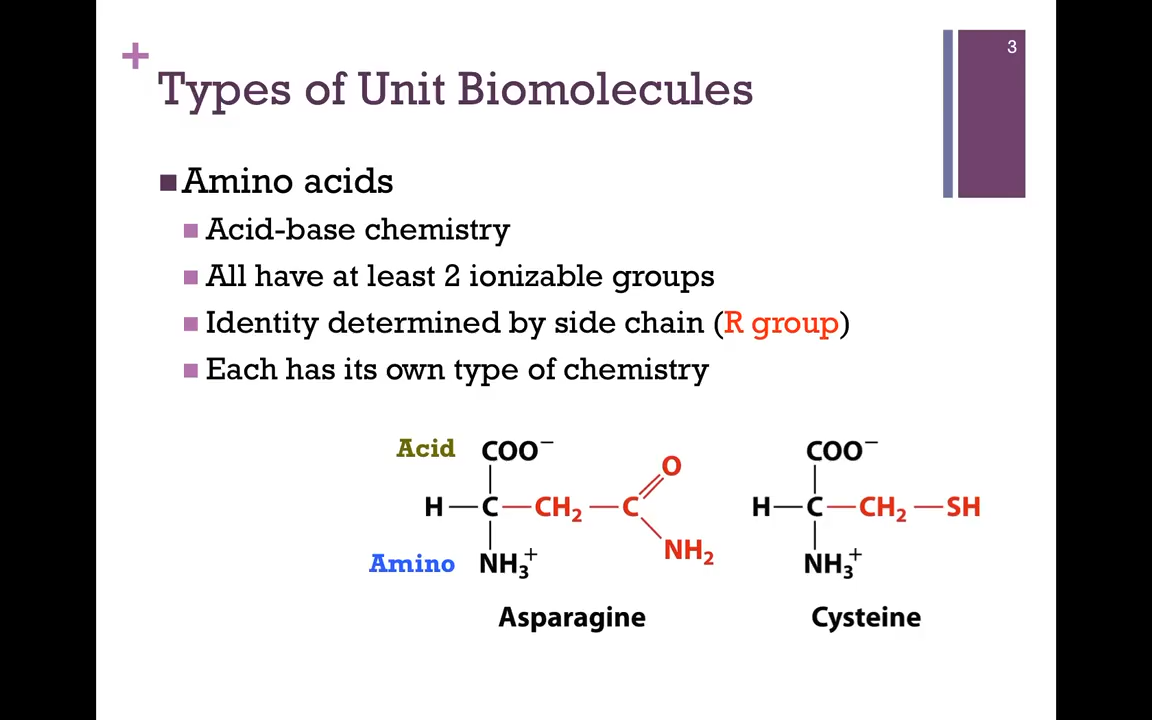 3
+
Types of Unit Biomolecules
Amino acids
Acid-base chemistry
All have at least 2 ionizable groups
Identity determined by side chain (R group)
Each has its own type of chemistry
Acid COO⁻
O
H—C—CH₂—C
NH₂
Amino NH₃⁺
Asparagine
COO⁻
H—C—CH₂—SH
NH₃⁺
Cysteine